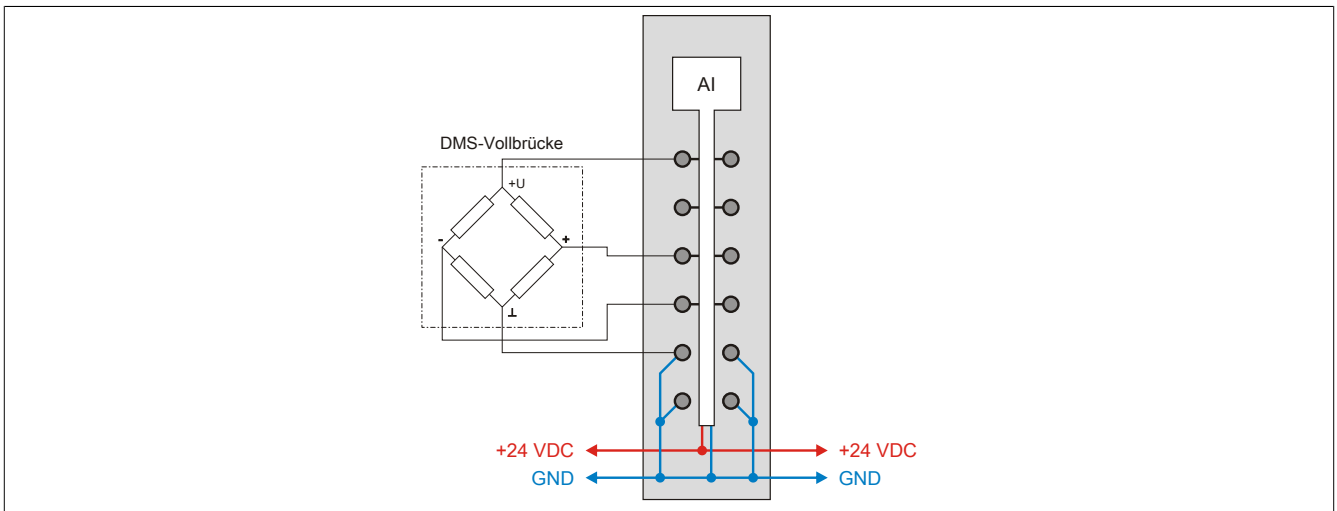 AI
DMS-Vollbrücke
+U
- +
⊥
+24 VDC +24 VDC
GND GND